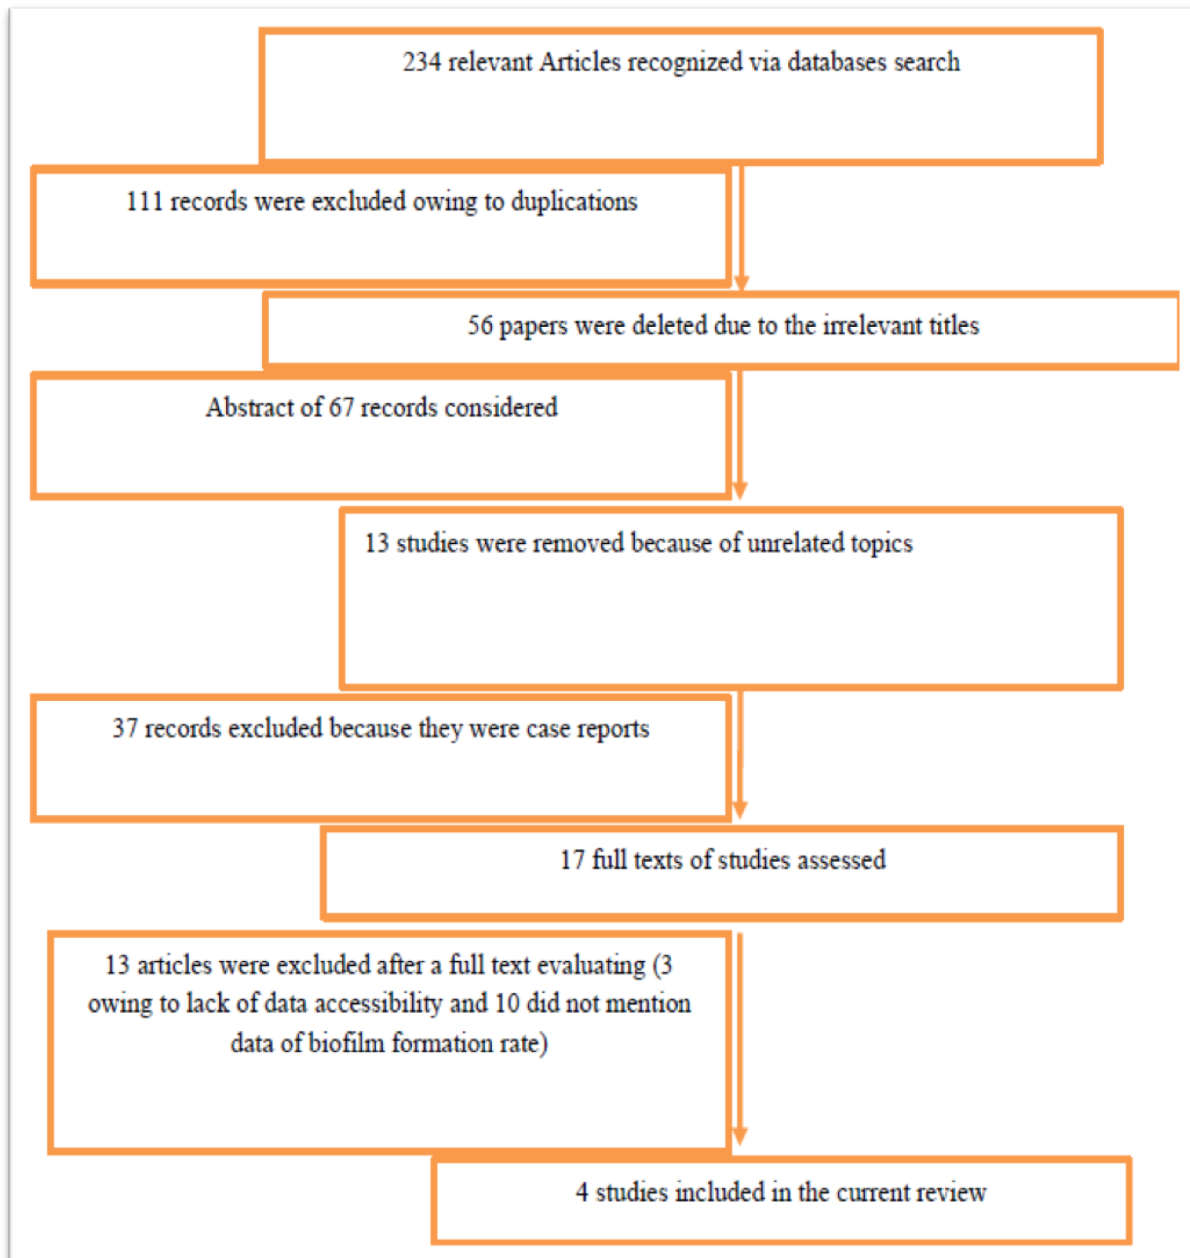 234 relevant Articles recognized via databases search
111 records were excluded owing to duplications
56 papers were deleted due to the irrelevant titles
Abstract of 67 records considered
13 studies were removed because of unrelated topics
37 records excluded because they were case reports
17 full texts of studies assessed
13 articles were excluded after a full text evaluating (3
owing to lack of data accessibility and 10 did not mention
data of biofilm formation rate)
4 studies included in the current review